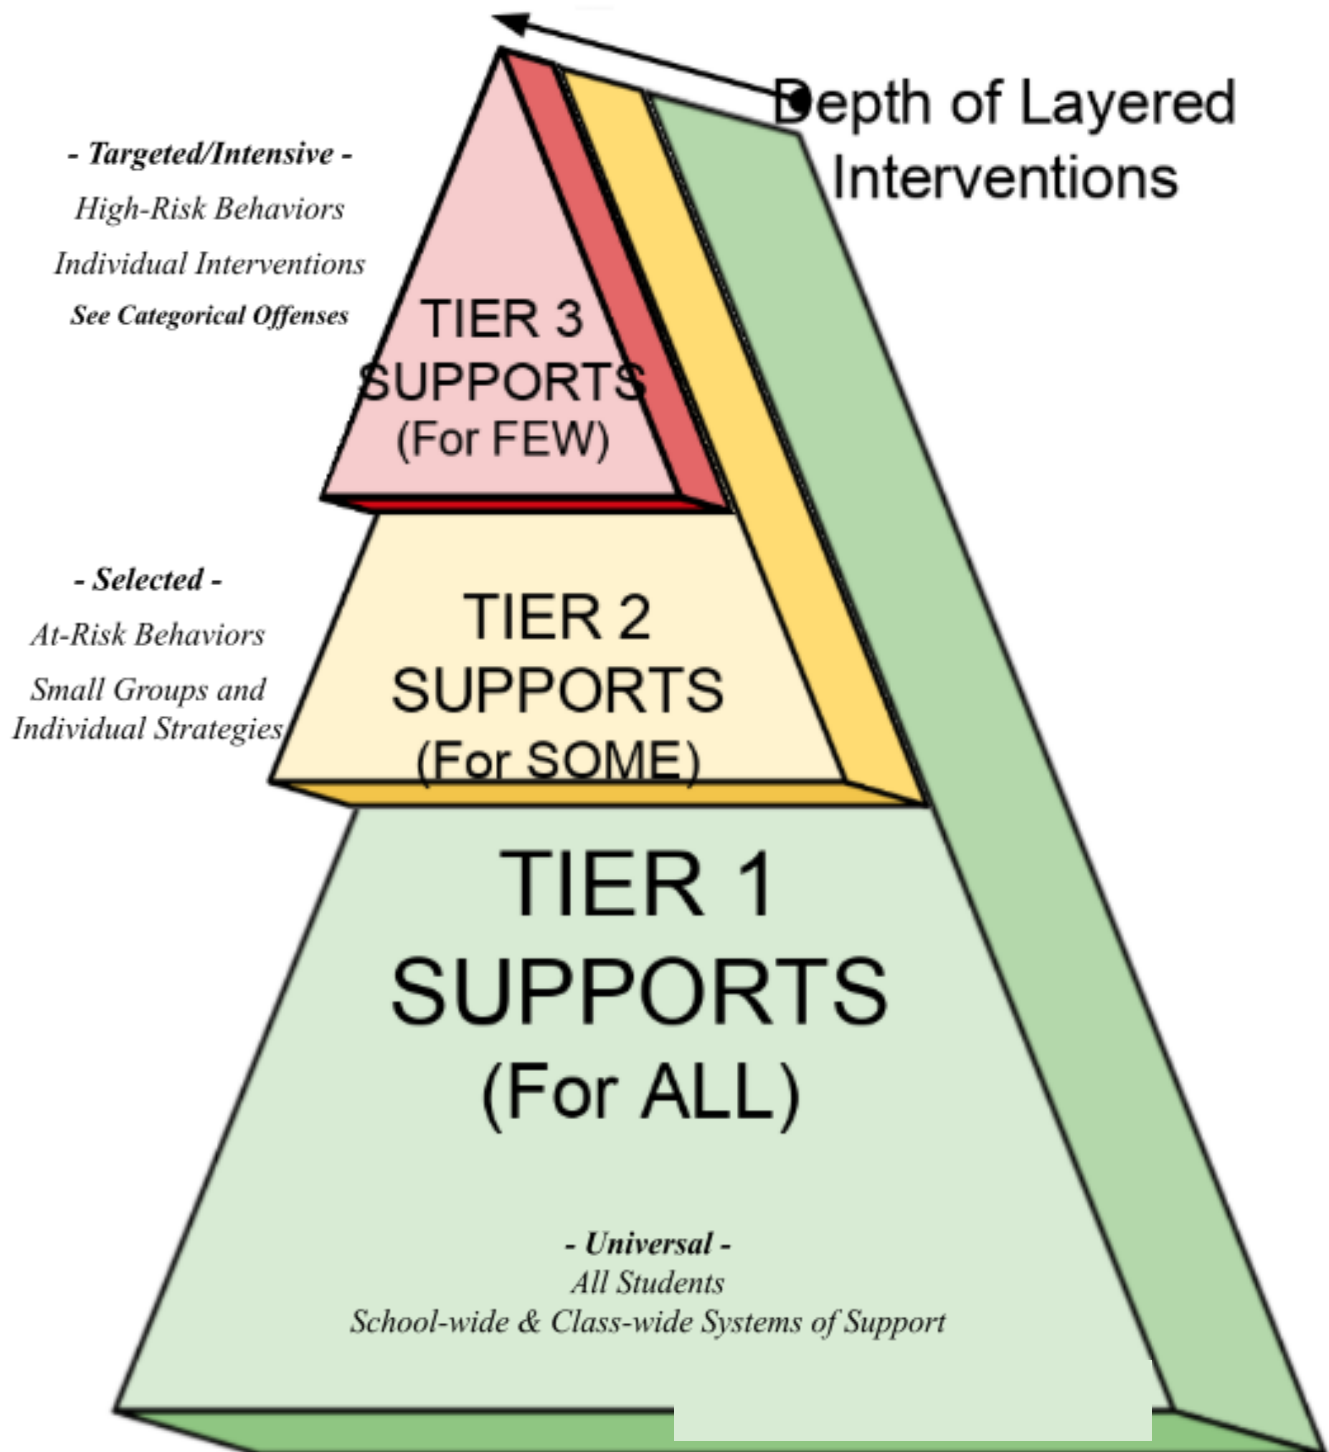 Depth of Layered
Interventions
- Targeted/Intensive -
High-Risk Behaviors
Individual Interventions
See Categorical Offenses
TIER 3
SUPPORTS
(For FEW)
- Selected -
At-Risk Behaviors
Small Groups and
Individual Strategies
TIER 2
SUPPORTS
(For SOME)
TIER 1
SUPPORTS
(For ALL)
- Universal -
All Students
School-wide & Class-wide Systems of Support